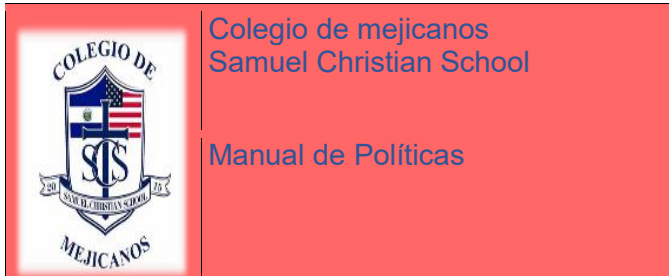 COLEGIO DE
SCS
20 15
SAMUEL CHRISTIAN SCHOOL
MEJICANOS
Colegio de mejicanos
Samuel Christian School
Manual de Políticas